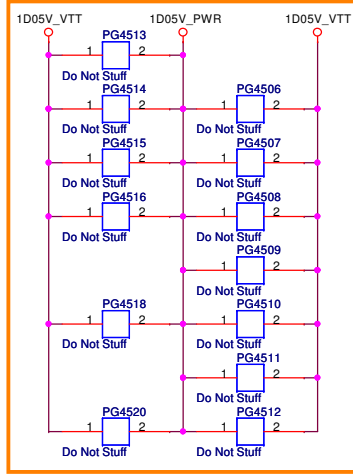 1D05V_VTT 1D05V_PWR 1D05V_VTT
PG4513
1 2
Do Not Stuff
PG4514 PG4506
1 2 1 2
Do Not Stuff Do Not Stuff
PG4515 PG4507
1 2 1 2
Do Not Stuff Do Not Stuff
PG4516 PG4508
1 2 1 2
Do Not Stuff Do Not Stuff
PG4509
1 2
Do Not Stuff
PG4518 PG4510
1 2 1 2
Do Not Stuff Do Not Stuff
PG4511
1 2
Do Not Stuff
PG4520 PG4512
1 2 1 2
Do Not Stuff Do Not Stuff